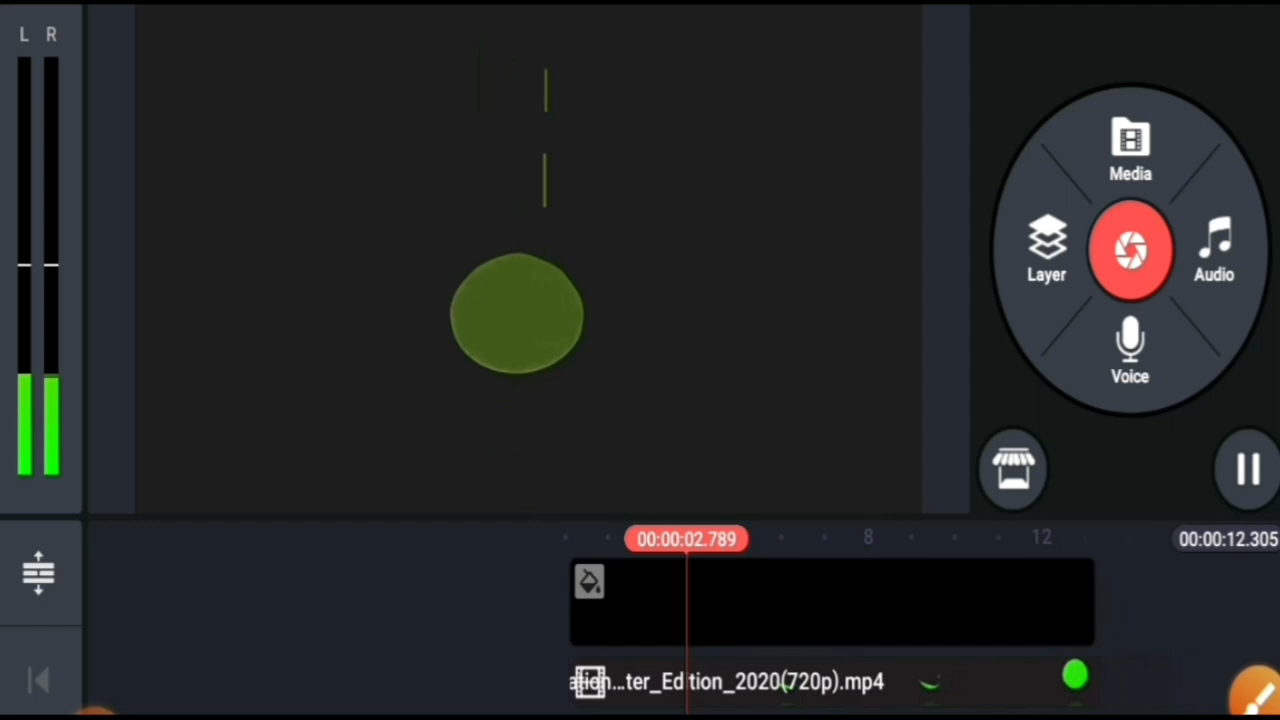 L R
Media
Layer
Audio
Voice
00:00:02.789
8
12
00:00:12.305
ation...ter_Edition_2020(720p).mp4